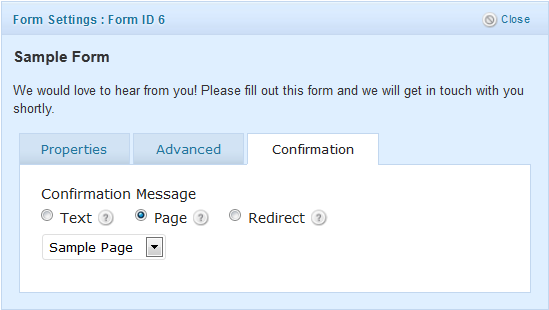 Form Settings : Form ID 6 Close
Sample Form
We would love to hear from you! Please fill out this form and we will get in touch with you
shortly.
Properties Advanced Confirmation
Confirmation Message
Text ? Page ? Redirect ?
Sample Page